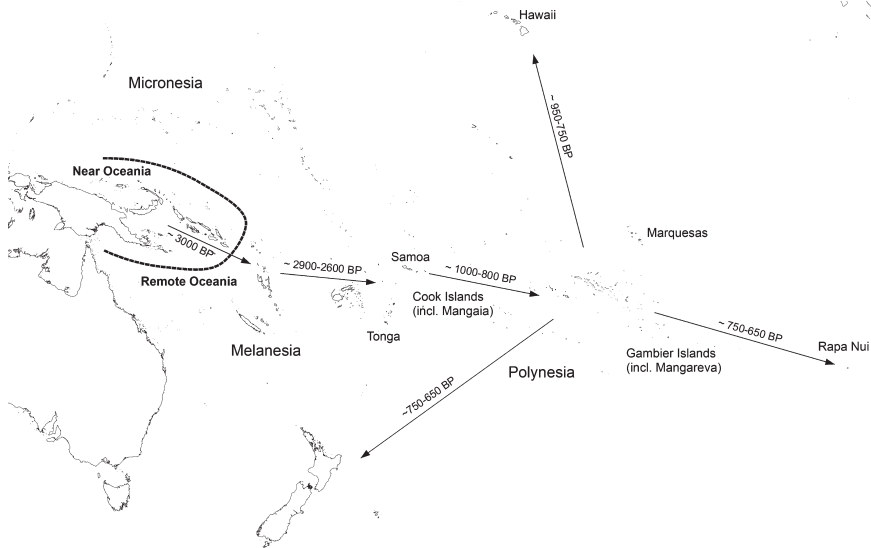 Hawaii
Micronesia
~ 950-750 BP
Near Oceania
Marquesas
~ 3000 BP
Samoa
~ 2900-2600 BP
~ 1000-800 BP
Remote Oceania
Cook Islands
(incl. Mangaia)
Tonga
~ 750-650 BP
Melanesia
Rapa Nui
Gambier Islands
(incl. Mangareva)
Polynesia
~750-650 BP